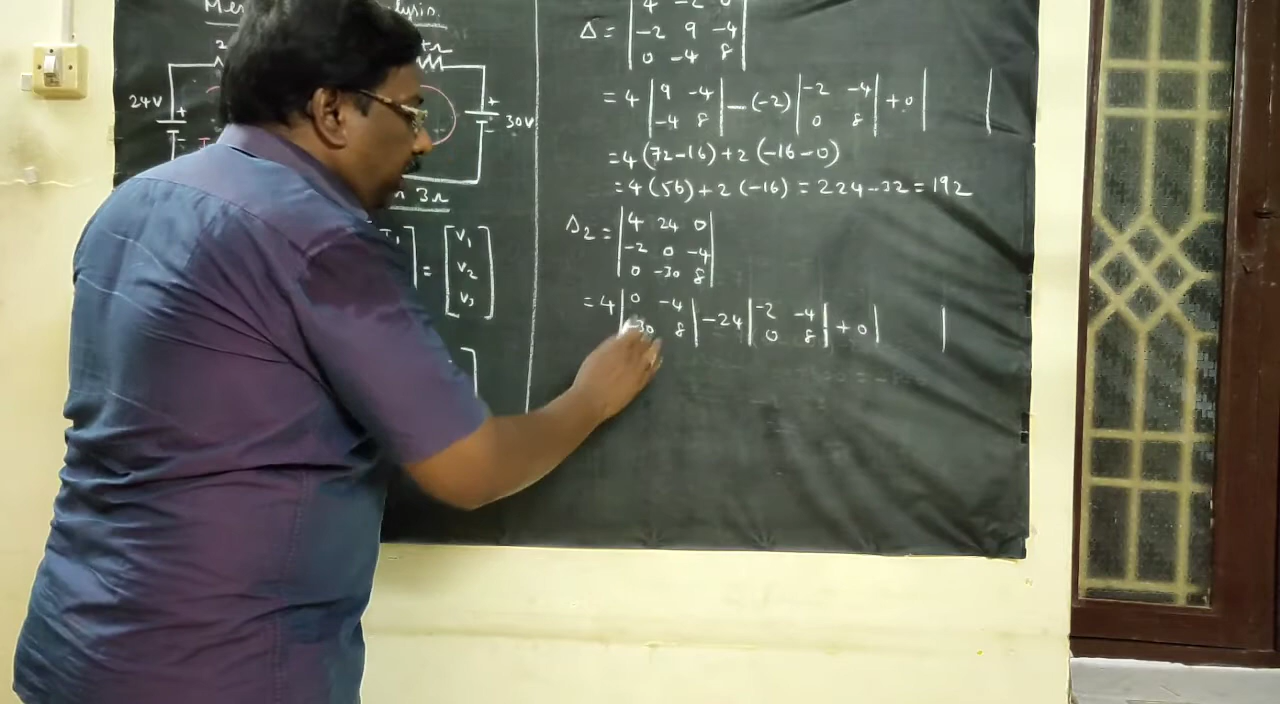 24V
+
-
+
-
30V
3Ω
I₁
= [V₁
V₂
V₃]
Δ = |4 -2 0|
|-2 9 -4|
|0 -4 8|
= 4 |9 -4| - (-2) |-2 -4| + 0 | |
|-4 8| |0 8|
= 4 (72-16) + 2 (-16-0)
= 4 (56) + 2 (-16) = 224-32 = 192
Δ₂ = |4 24 0|
|-2 0 -4|
|0 -30 8|
= 4 |0 -4| - 24 |-2 -4| + 0 | |
|-30 8| |0 8|